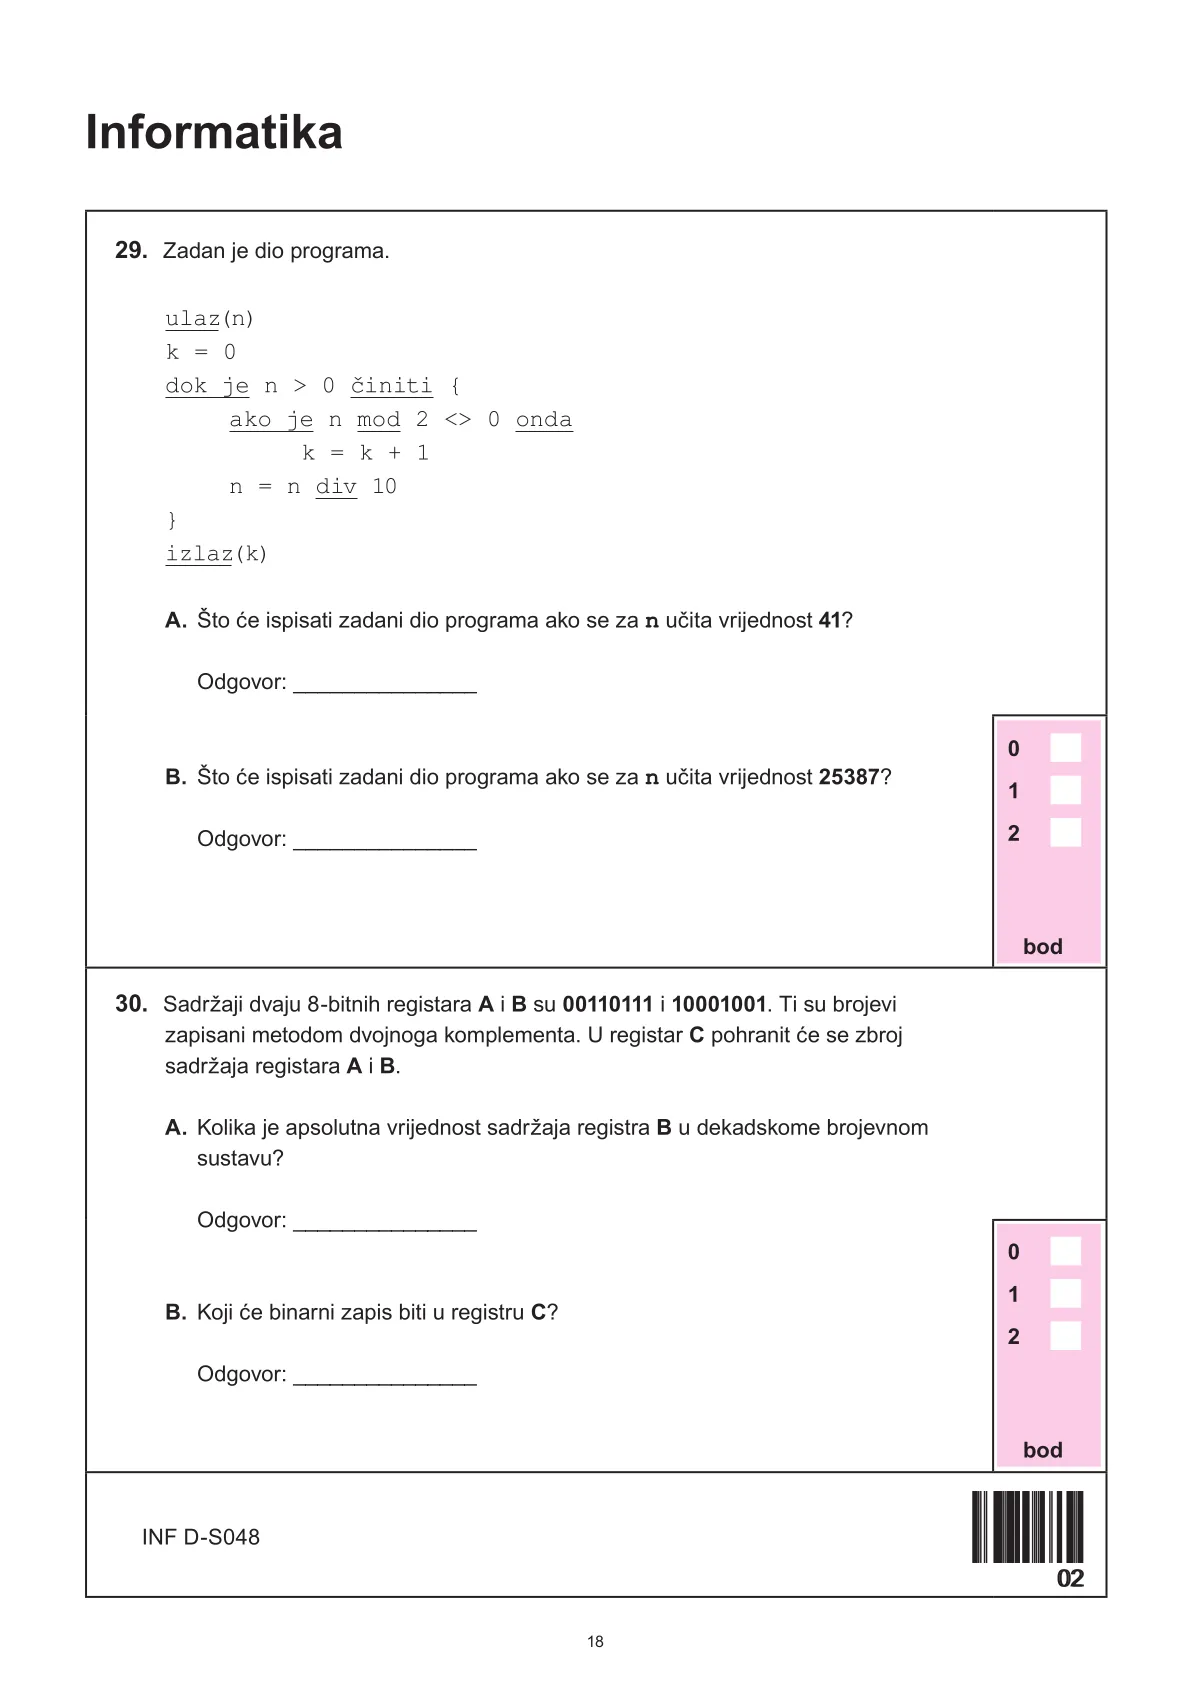 Informatika
29. Zadan je dio programa.
ulaz(n)
k = 0
dok je n > 0 činiti {
ako je n mod 2 <> 0 onda
k = k + 1
n = n div 10
}
izlaz(k)
A. Što će ispisati zadani dio programa ako se za n učita vrijednost 41?
Odgovor: _______________
B. Što će ispisati zadani dio programa ako se za n učita vrijednost 25387?
Odgovor: _______________
0
1
2
bod
30. Sadržaji dvaju 8-bitnih registara A i B su 00110111 i 10001001. Ti su brojevi
zapisani metodom dvojnoga komplementa. U registar C pohranit će se zbroj
sadržaja registara A i B.
A. Kolika je apsolutna vrijednost sadržaja registra B u dekadskome brojevnom
sustavu?
Odgovor: _______________
B. Koji će binarni zapis biti u registru C?
Odgovor: _______________
0
1
2
bod
INF D-S048
02
18